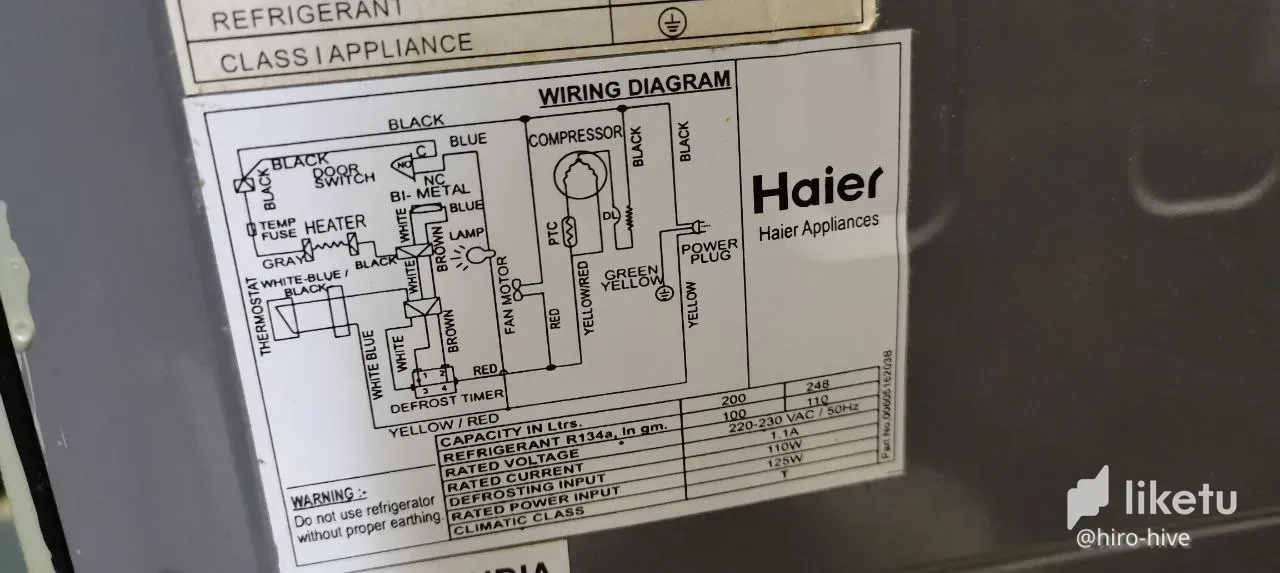 REFRIGERANT
CLASS I APPLIANCE
WIRING DIAGRAM
BLACK
BLUE
COMPRESSOR
BLACK
BLACK
BLACK
DOOR
SWITCH
C
NO
NC
BLACK
BI- METAL
BLUE
WHITE
TEMP
FUSE
HEATER
GRAY
BLACK
BROWN
LAMP
PTC
DL
POWER
PLUG
GREEN
YELLOW
WHITE-BLUE /
BLACK
WHITE
THERMOSTAT
FAN MOTOR
RED
YELLOW/RED
YELLOW
WHITE BLUE
WHITE
BROWN
RED
1 2
3 4
DEFROST TIMER
YELLOW / RED
Haier
Haier Appliances
CAPACITY IN Ltrs. 200 248
REFRIGERANT R134a, In gm. 100 110
RATED VOLTAGE 220-230 VAC / 50Hz
RATED CURRENT 1.1A
DEFROSTING INPUT 110W
RATED POWER INPUT 125W
CLIMATIC CLASS T
WARNING :-
Do not use refrigerator
without proper earthing.
liketu
@hiro-hive